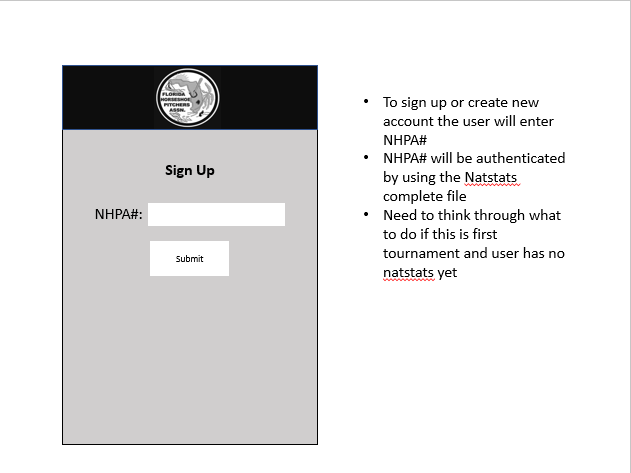 FLORIDA
HORSESHOE
PITCHERS
ASSN.
Sign Up
NHPA#:
Submit
• To sign up or create new
account the user will enter
NHPA#
• NHPA# will be authenticated
by using the Natstats
complete file
• Need to think through what
to do if this is first
tournament and user has no
natstats yet